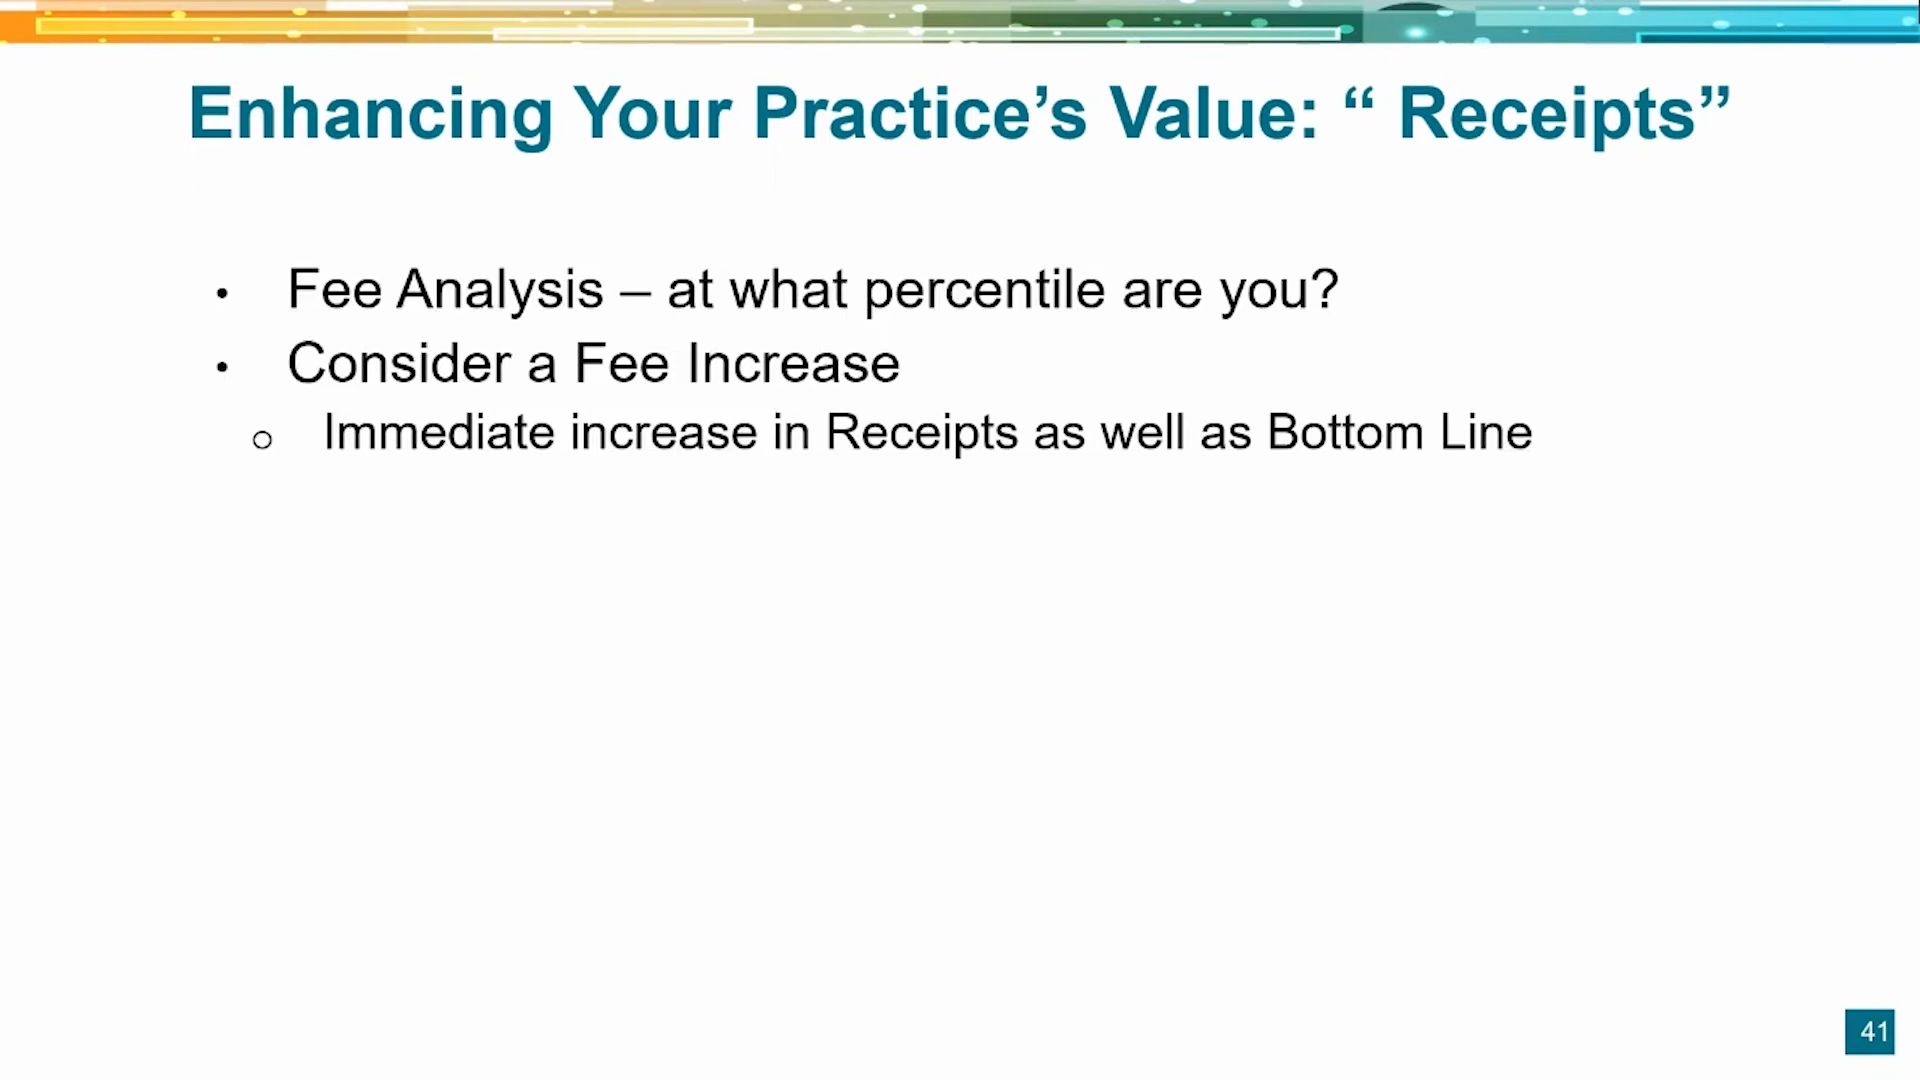 Enhancing Your Practice’s Value: “ Receipts”
• Fee Analysis – at what percentile are you?
• Consider a Fee Increase
o Immediate increase in Receipts as well as Bottom Line
41